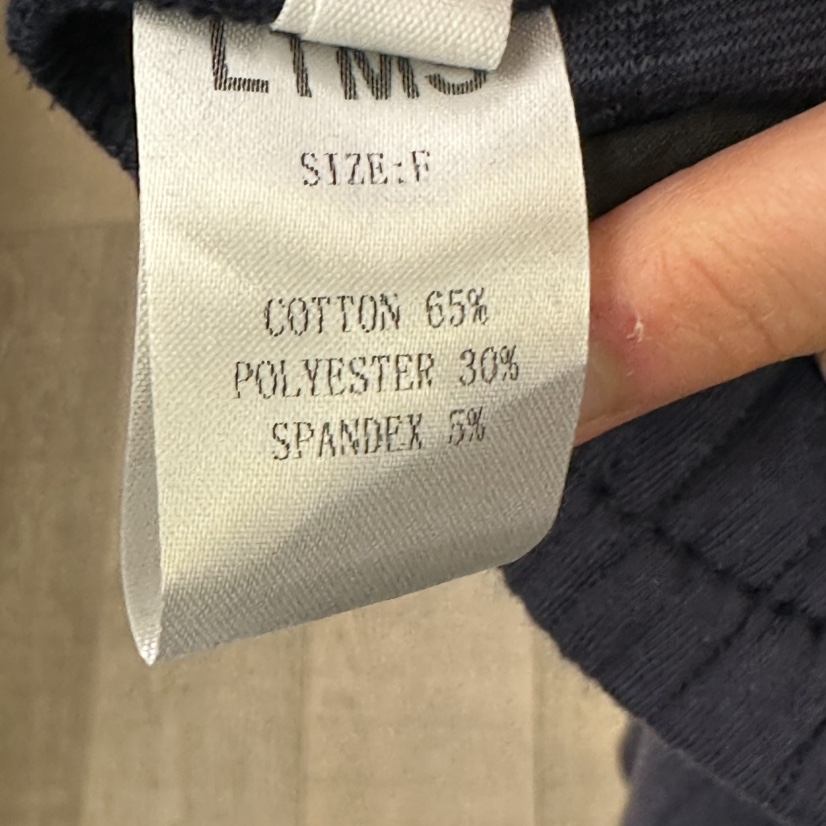 SIZE:F
COTTON 65%
POLYESTER 30%
SPANDEX 5%